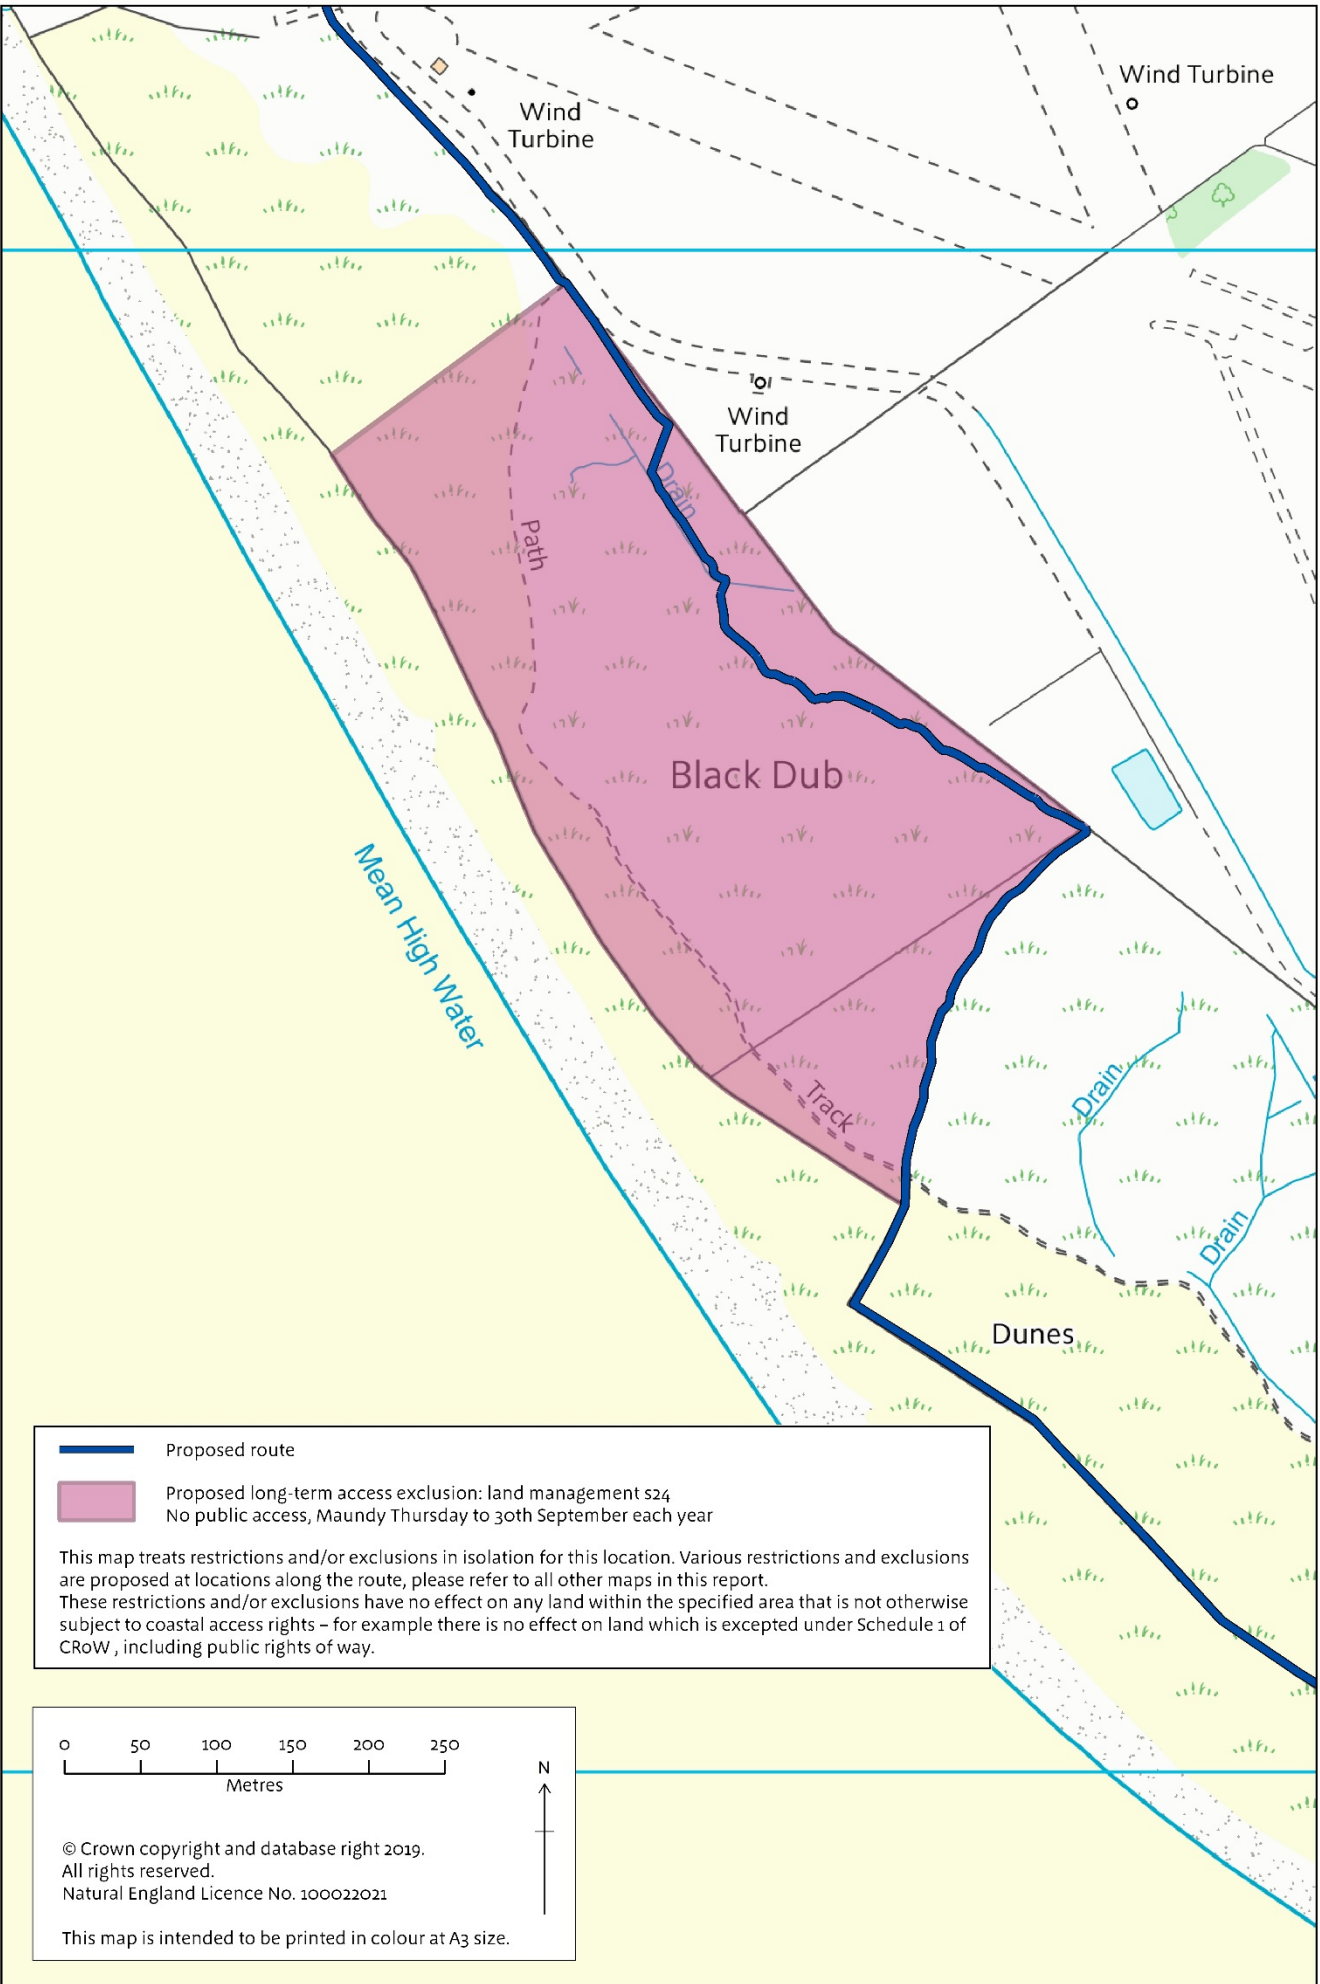 Wind Turbine
Wind
Turbine
Wind
Turbine
Drain
Path
Black Dub
Mean High Water
Track
Drain
Drain
Dunes
Proposed route
Proposed long-term access exclusion: land management s24
No public access, Maundy Thursday to 30th September each year
This map treats restrictions and/or exclusions in isolation for this location. Various restrictions and exclusions
are proposed at locations along the route, please refer to all other maps in this report.
These restrictions and/or exclusions have no effect on any land within the specified area that is not otherwise
subject to coastal access rights – for example there is no effect on land which is excepted under Schedule 1 of
CRoW , including public rights of way.
0 50 100 150 200 250
Metres
N
© Crown copyright and database right 2019.
All rights reserved.
Natural England Licence No. 100022021
This map is intended to be printed in colour at A3 size.